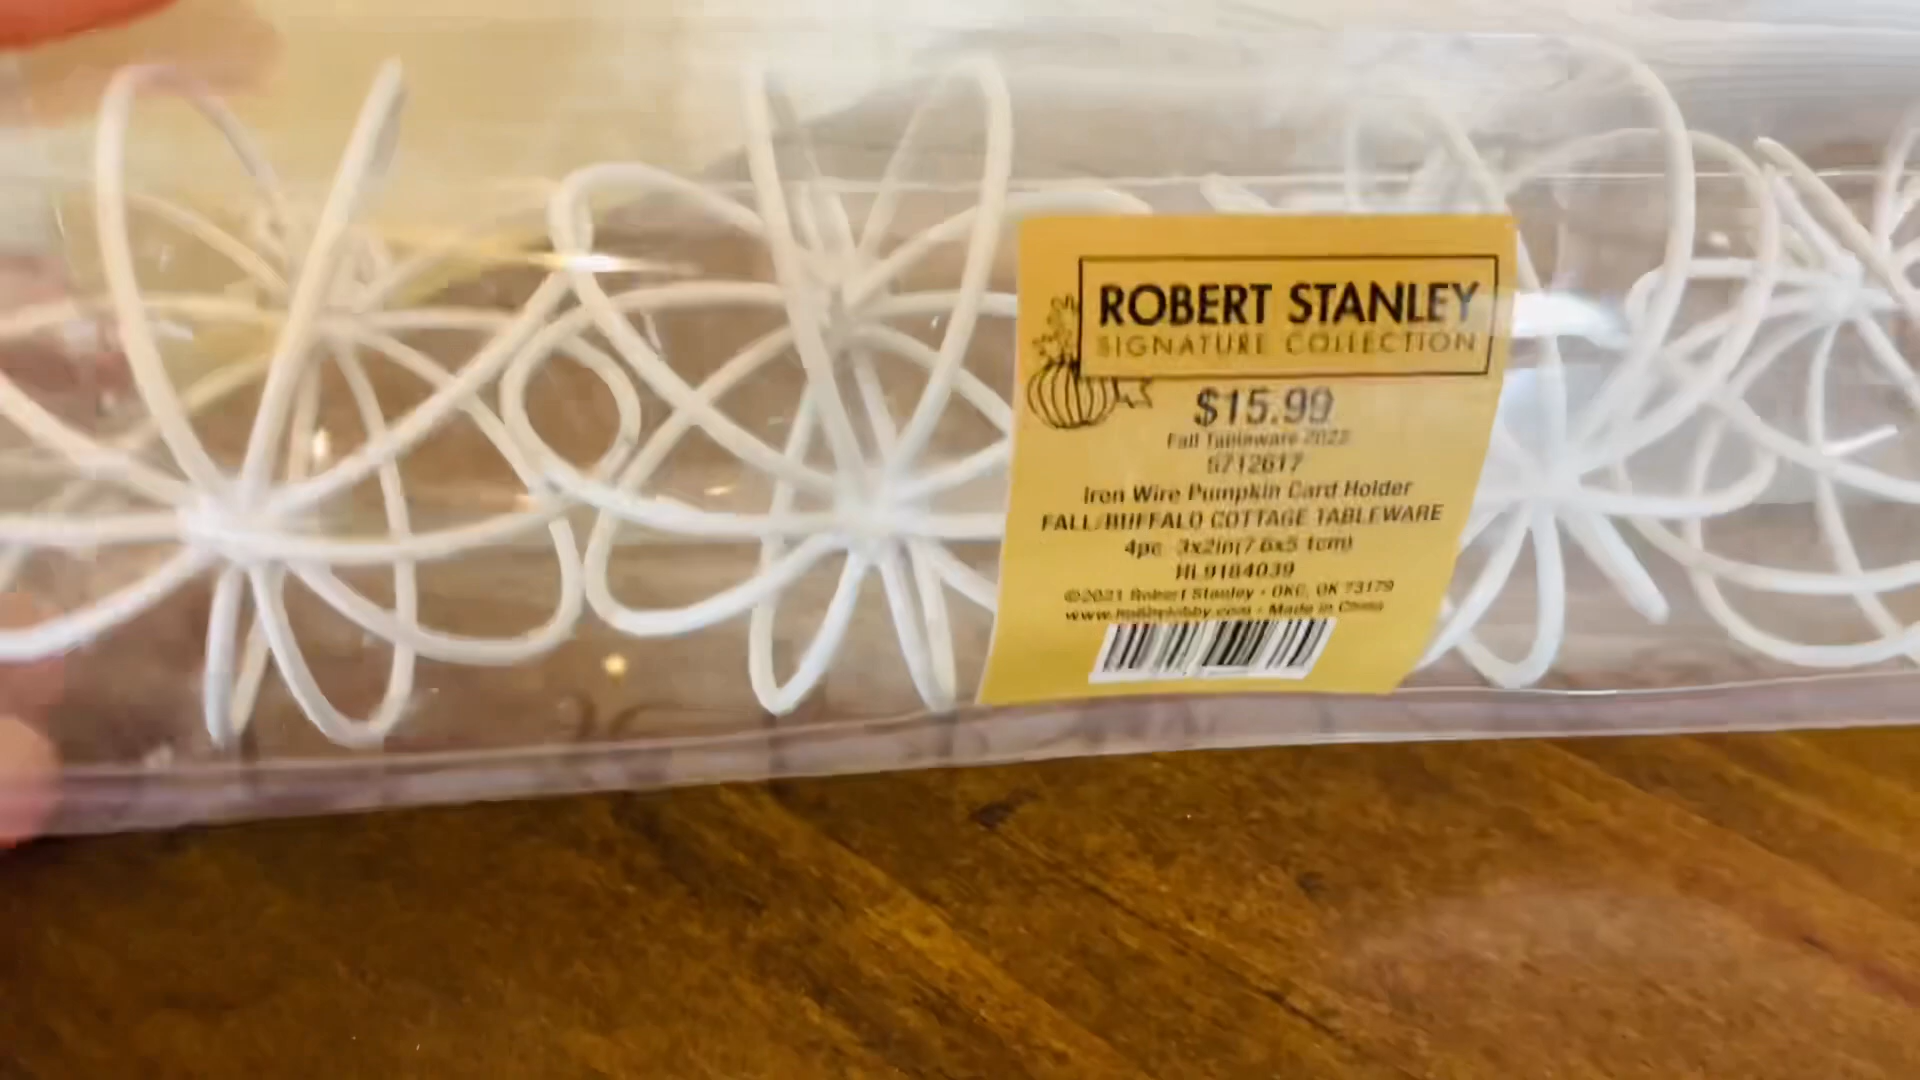 ROBERT STANLEY
SIGNATURE COLLECTION
$15.99
Fall Tableware 2022
5712617
Iron Wire Pumpkin Card Holder
FALL/BUFFALO COTTAGE TABLEWARE
4pc 3x2in(7.6x5.1cm)
HL9184039
©2021 Robert Stanley • OKC, OK 73179
www.hobbylobby.com • Made in China